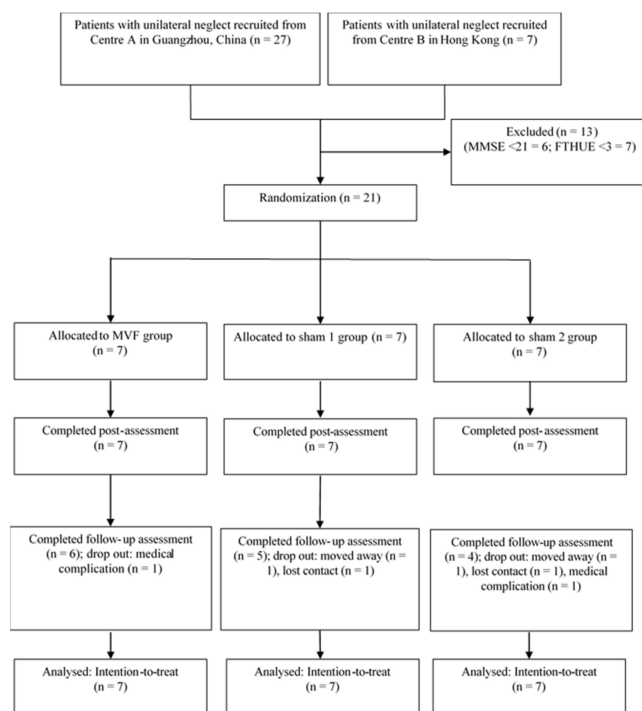 Patients with unilateral neglect recruited from
Centre A in Guangzhou, China (n = 27)
Patients with unilateral neglect recruited
from Centre B in Hong Kong (n = 7)
Excluded (n = 13)
(MMSE <21 = 6; FTHUE <3 = 7)
Randomization (n = 21)
Allocated to MVF group
(n = 7)
Allocated to sham 1 group (n = 7)
Allocated to sham 2 group
(n = 7)
Completed post-assessment
(n = 7)
Completed post-assessment
(n = 7)
Completed post-assessment
(n = 7)
Completed follow-up assessment
(n = 6); drop out: medical
complication (n = 1)
Completed follow-up assessment
(n = 5); drop out: moved away (n =
1), lost contact (n = 1)
Completed follow-up assessment
(n = 4); drop out: moved away (n =
1), lost contact (n = 1), medical
complication (n = 1)
Analysed: Intention-to-treat
(n = 7)
Analysed: Intention-to-treat
(n = 7)
Analysed: Intention-to-treat
(n = 7)